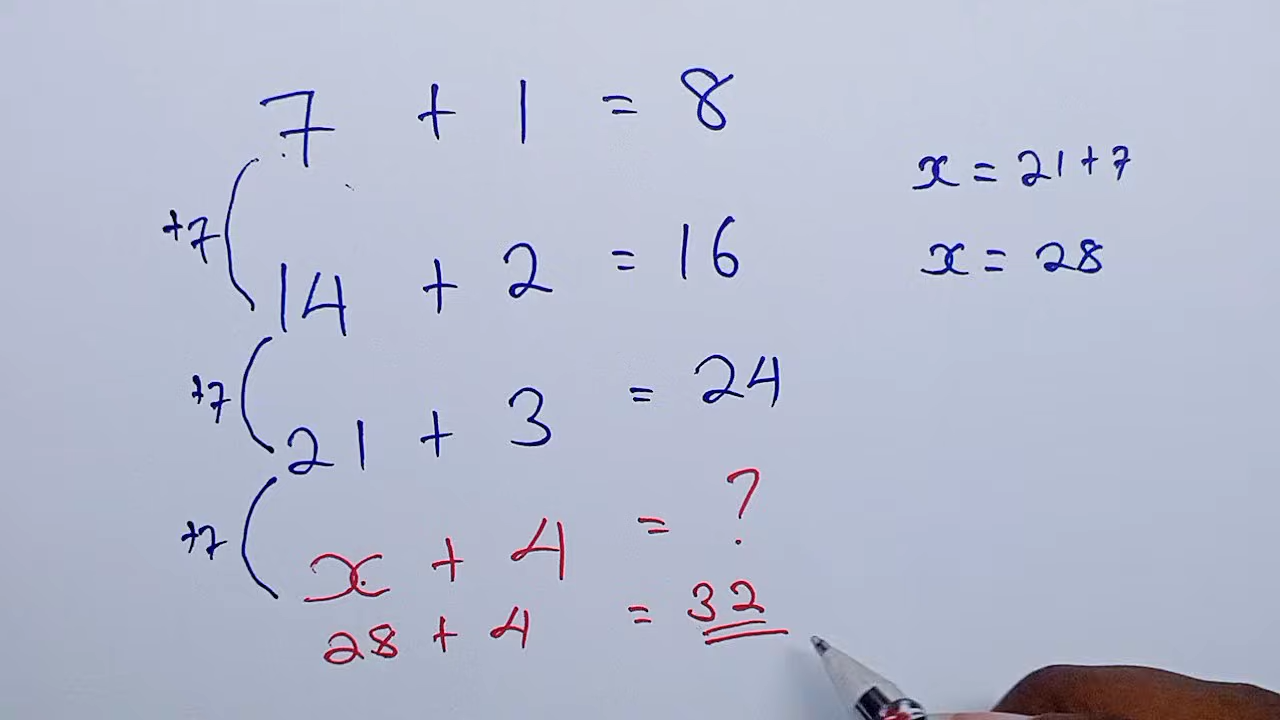 7 + 1 = 8
+7
14 + 2 = 16
+7
21 + 3 = 24
+7
x + 4 = ?
28 + 4 = 32
x = 21 + 7
x = 28